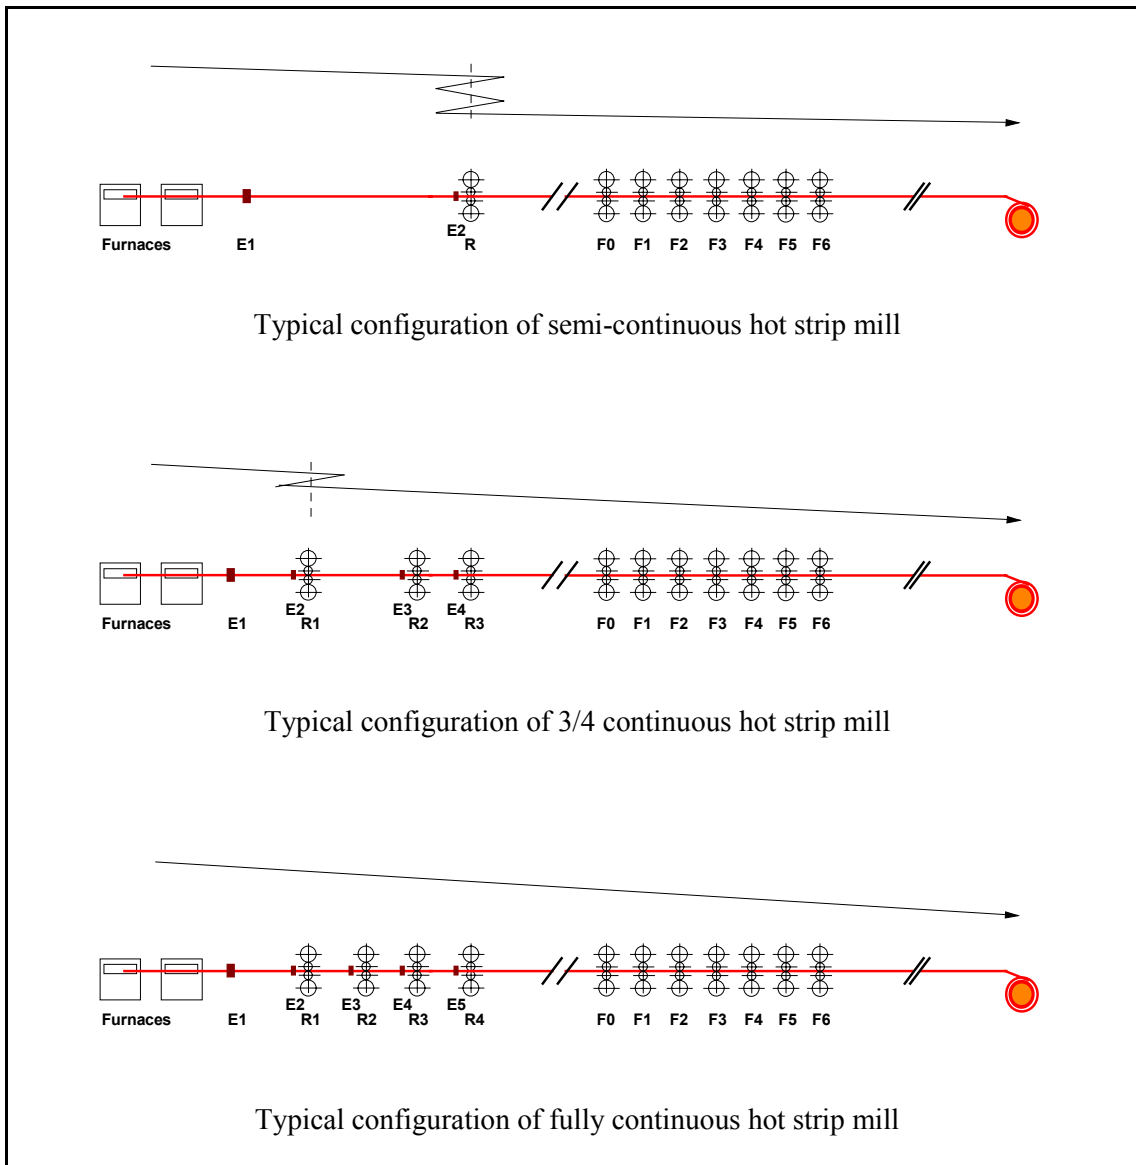 E2
Furnaces E1 R F0 F1 F2 F3 F4 F5 F6
Typical configuration of semi-continuous hot strip mill
E2 E3 E4
Furnaces E1 R1 R2 R3 F0 F1 F2 F3 F4 F5 F6
Typical configuration of 3/4 continuous hot strip mill
E2 E3 E4 E5
Furnaces E1 R1 R2 R3 R4 F0 F1 F2 F3 F4 F5 F6
Typical configuration of fully continuous hot strip mill